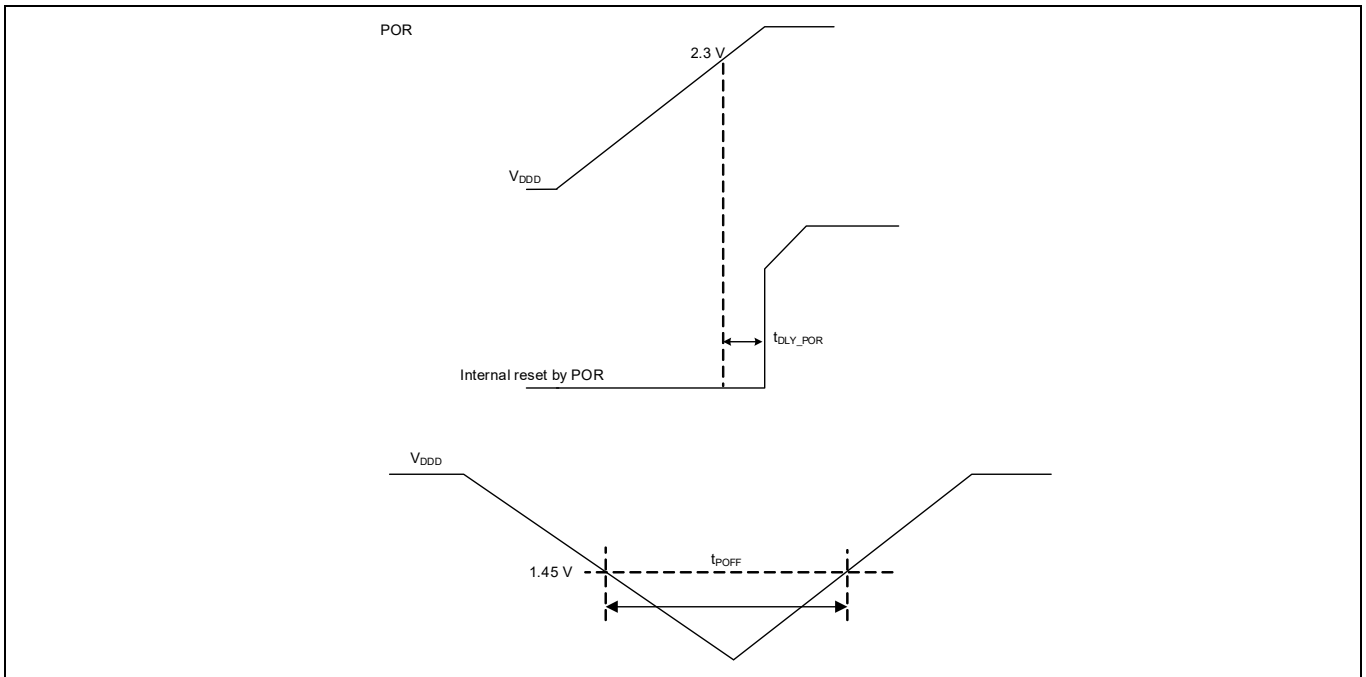 POR
2.3 V
VDDD
tDLY_POR
Internal reset by POR
VDDD
tPOFF
1.45 V